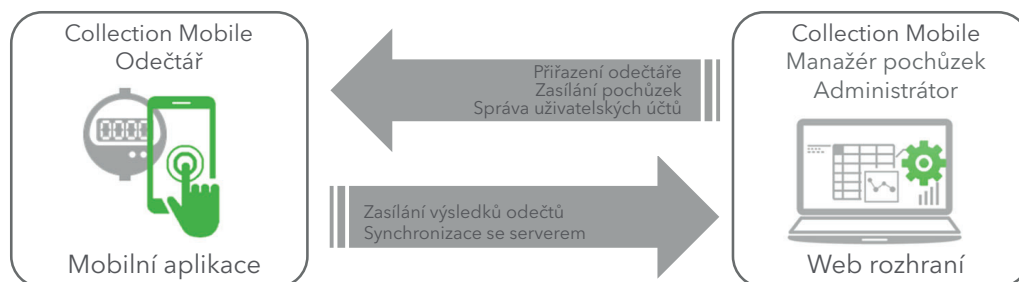 Collection Mobile
Odečtář
0000
Mobilní aplikace
Přiřazení odečtáře
Zasílání pochůzek
Správa uživatelských účtů
Zasílání výsledků odečtů
Synchronizace se serverem
Collection Mobile
Manažér pochůzek
Administrátor
Web rozhraní